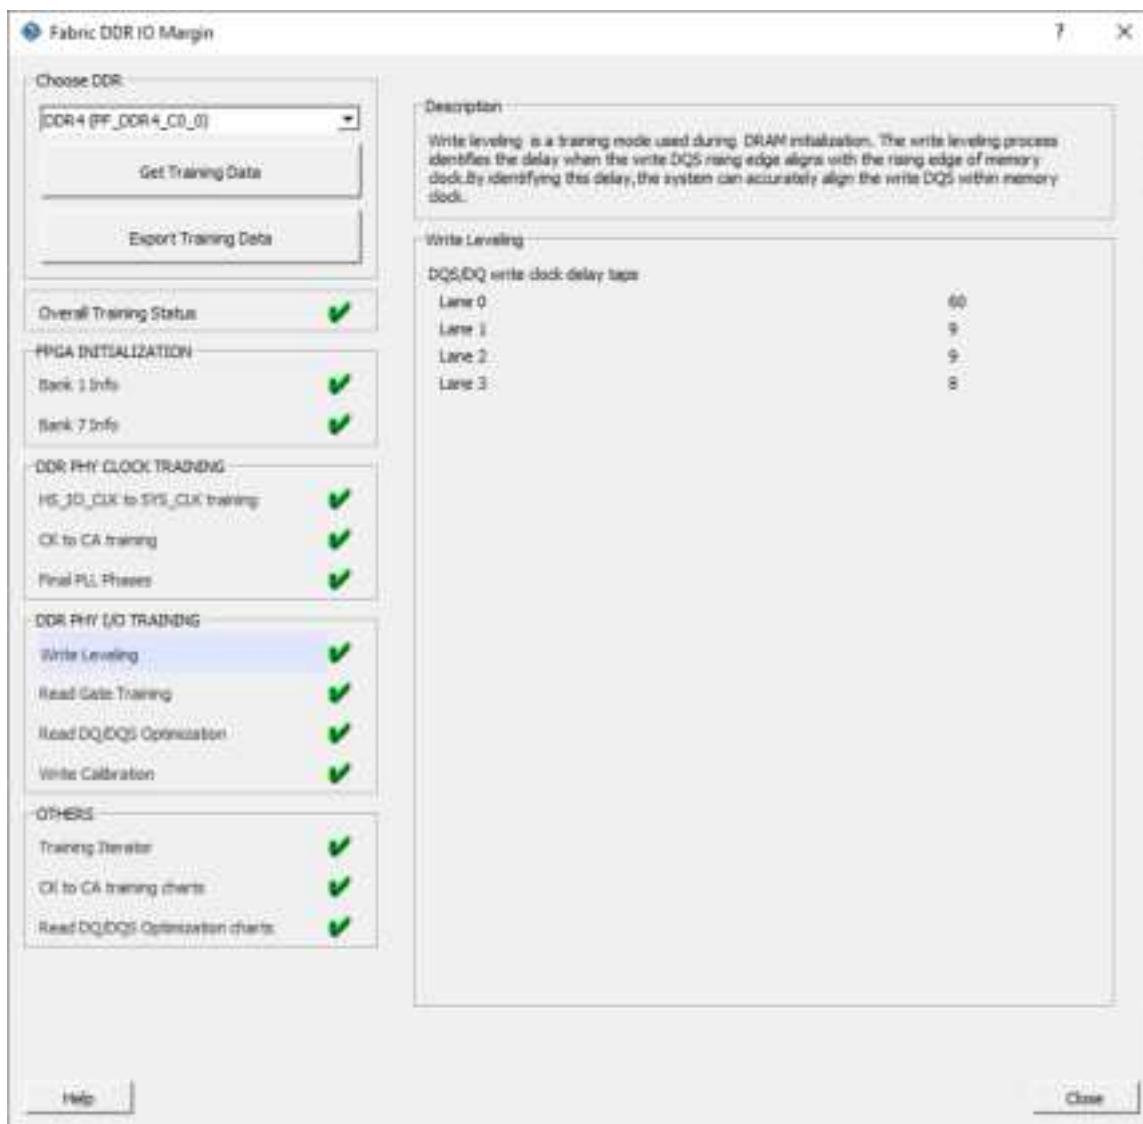 Fabric DDR IO Margin
?
Choose DDR
DDR4 (PF_DDR4_C0_0)
Get Training Data
Export Training Data
Overall Training Status
FPGA INITIALIZATION
Bank 1 Info
Bank 7 Info
DDR PHY CLOCK TRAINING
HS_IO_CLK to SYS_CLK training
CK to CA training
Final PLL Phases
DDR PHY I/O TRAINING
Write Leveling
Read Gate Training
Read DQ/DQS Optimization
Write Calibration
OTHERS
Training Iterator
CK to CA training charts
Read DQ/DQS Optimization charts
Description
Write leveling is a training mode used during DRAM initialization. The write leveling process
identifies the delay when the write DQS rising edge aligns with the rising edge of memory
clock.By identifying this delay,the system can accurately align the write DQS within memory
clock.
Write Leveling
DQS/DQ write clock delay taps
Lane 0 60
Lane 1 9
Lane 2 9
Lane 3 8
Help
Close